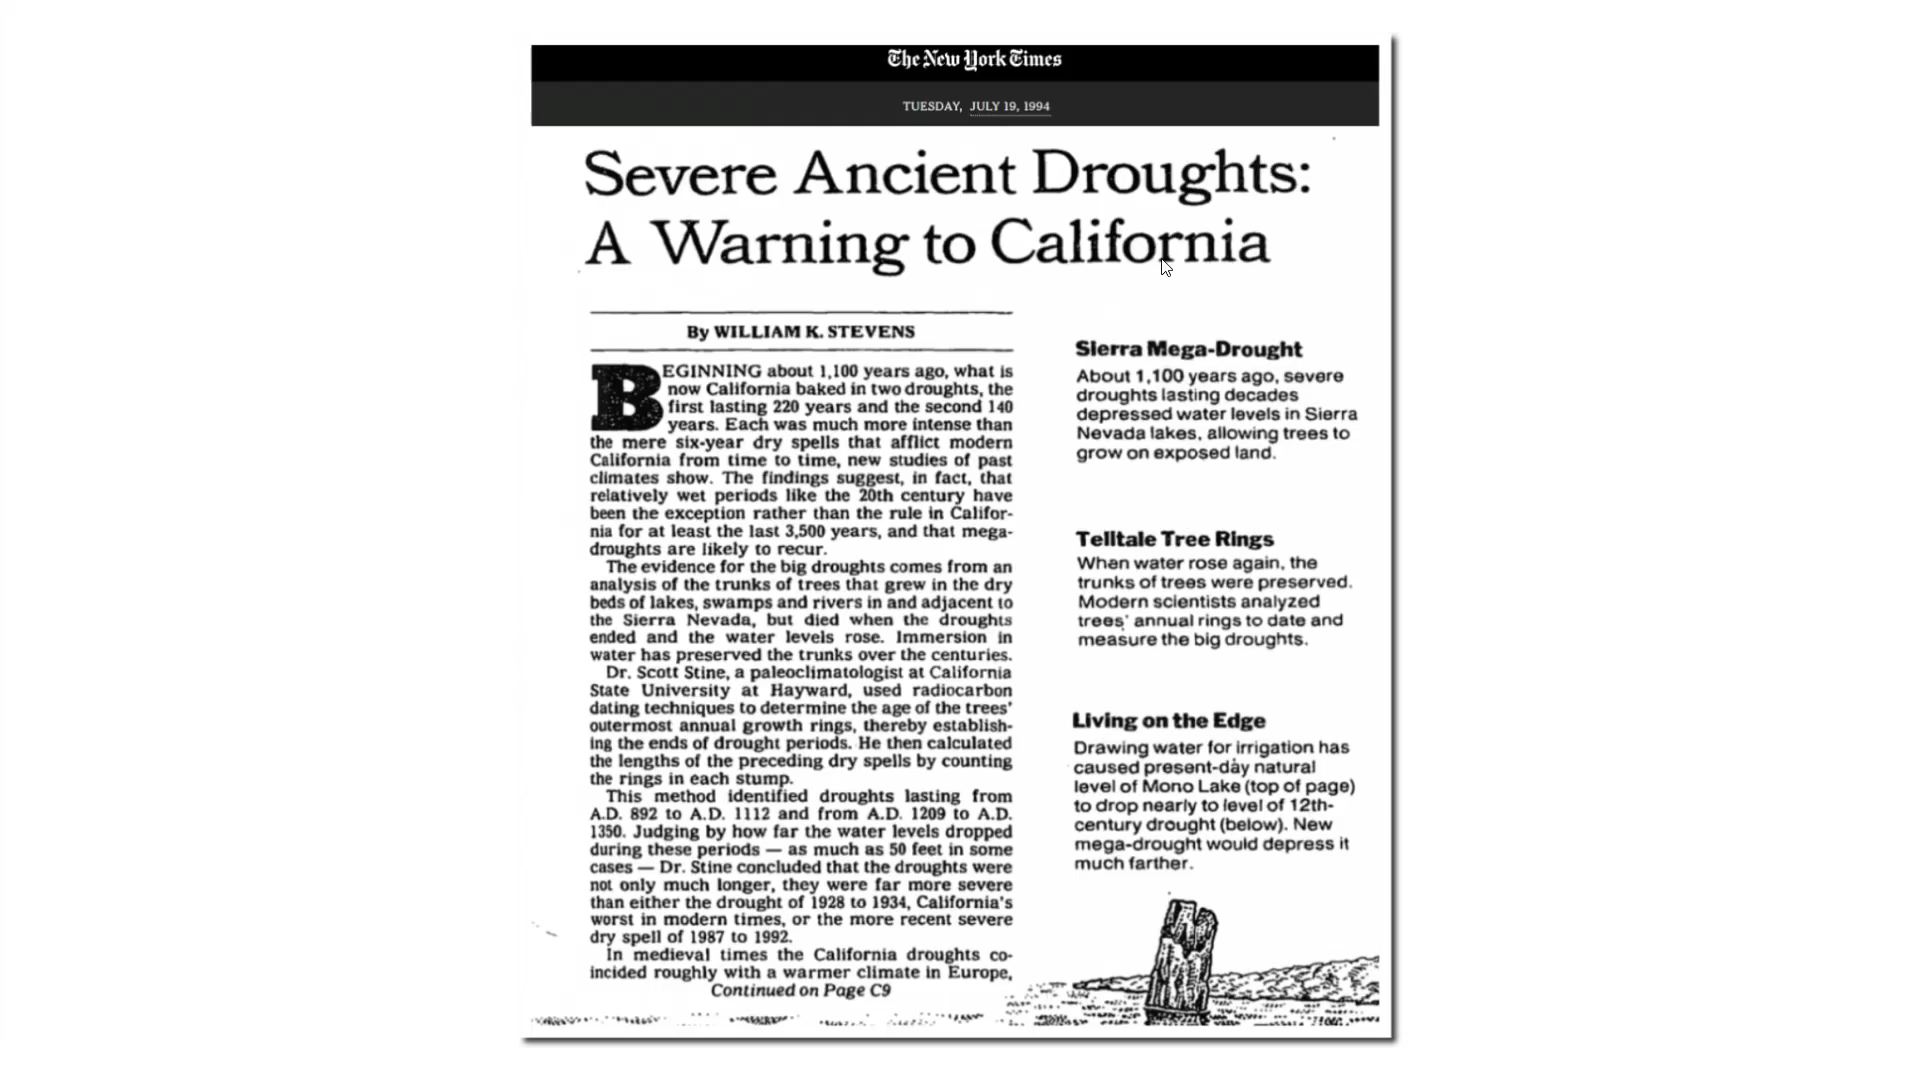 The New York Times
TUESDAY, JULY 19, 1994
Severe Ancient Droughts:
A Warning to California
By WILLIAM K. STEVENS
BEGINNING about 1,100 years ago, what is
now California baked in two droughts, the
first lasting 220 years and the second 140
years. Each was much more intense than
the mere six-year dry spells that afflict modern
California from time to time, new studies of past
climates show. The findings suggest, in fact, that
relatively wet periods like the 20th century have
been the exception rather than the rule in Califor-
nia for at least the last 3,500 years, and that mega-
droughts are likely to recur.
The evidence for the big droughts comes from an
analysis of the trunks of trees that grew in the dry
beds of lakes, swamps and rivers in and adjacent to
the Sierra Nevada, but died when the droughts
ended and the water levels rose. Immersion in
water has preserved the trunks over the centuries.
Dr. Scott Stine, a paleoclimatologist at California
State University at Hayward, used radiocarbon
dating techniques to determine the age of the trees'
outermost annual growth rings, thereby establish-
ing the ends of drought periods. He then calculated
the lengths of the preceding dry spells by counting
the rings in each stump.
This method identified droughts lasting from
A.D. 892 to A.D. 1112 and from A.D. 1209 to A.D.
1350. Judging by how far the water levels dropped
during these periods — as much as 50 feet in some
cases — Dr. Stine concluded that the droughts were
not only much longer, they were far more severe
than either the drought of 1928 to 1934, California's
worst in modern times, or the more recent severe
dry spell of 1987 to 1992.
In medieval times the California droughts co-
incided roughly with a warmer climate in Europe,
Continued on Page C9
Sierra Mega-Drought
About 1,100 years ago, severe
droughts lasting decades
depressed water levels in Sierra
Nevada lakes, allowing trees to
grow on exposed land.
Telltale Tree Rings
When water rose again, the
trunks of trees were preserved.
Modern scientists analyzed
trees' annual rings to date and
measure the big droughts.
Living on the Edge
Drawing water for irrigation has
caused present-day natural
level of Mono Lake (top of page)
to drop nearly to level of 12th-
century drought (below). New
mega-drought would depress it
much farther.